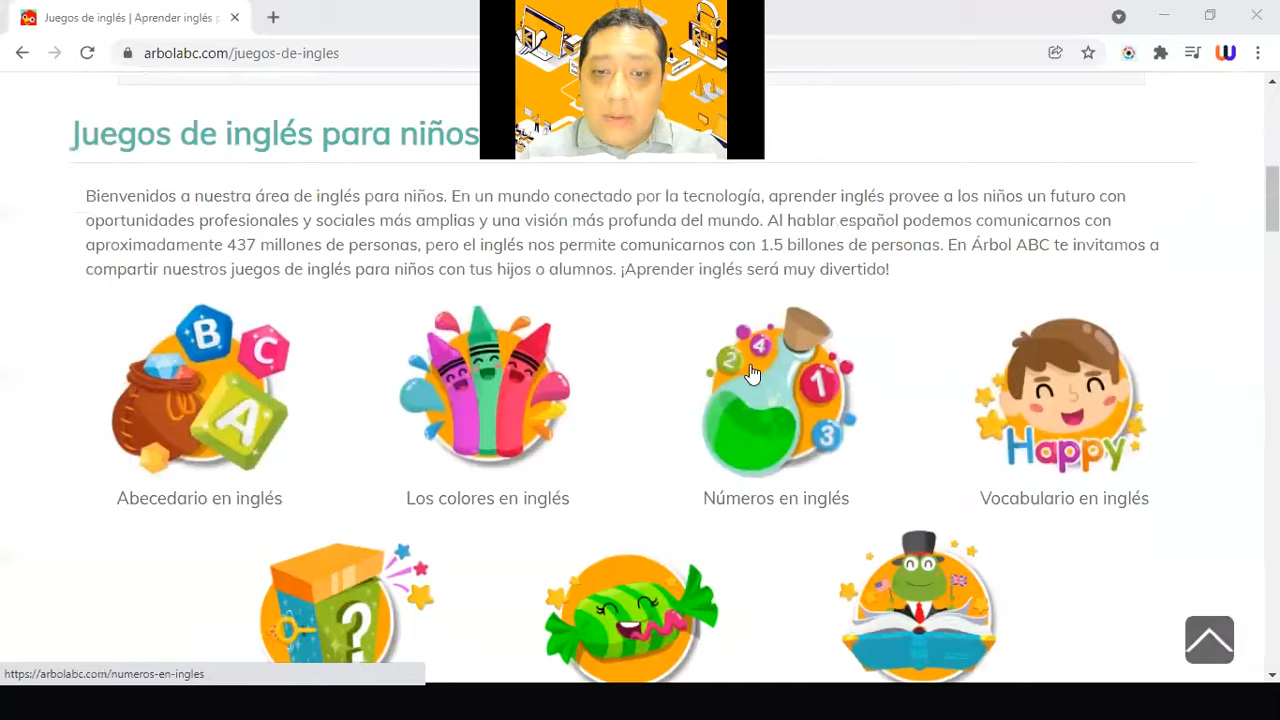 Juegos de inglés | Aprender inglés
arbolabc.com/juegos-de-ingles
Juegos de inglés para niños
Bienvenidos a nuestra área de inglés para niños. En un mundo conectado por la tecnología, aprender inglés provee a los niños un futuro con
oportunidades profesionales y sociales más amplias y una visión más profunda del mundo. Al hablar español podemos comunicarnos con
aproximadamente 437 millones de personas, pero el inglés nos permite comunicarnos con 1.5 billones de personas. En Árbol ABC te invitamos a
compartir nuestros juegos de inglés para niños con tus hijos o alumnos. ¡Aprender inglés será muy divertido!
B
C
A
2
4
1
3
Happy
Abecedario en inglés
Los colores en inglés
Números en inglés
Vocabulario en inglés
?
https://arbolabc.com/numeros-en-ingles